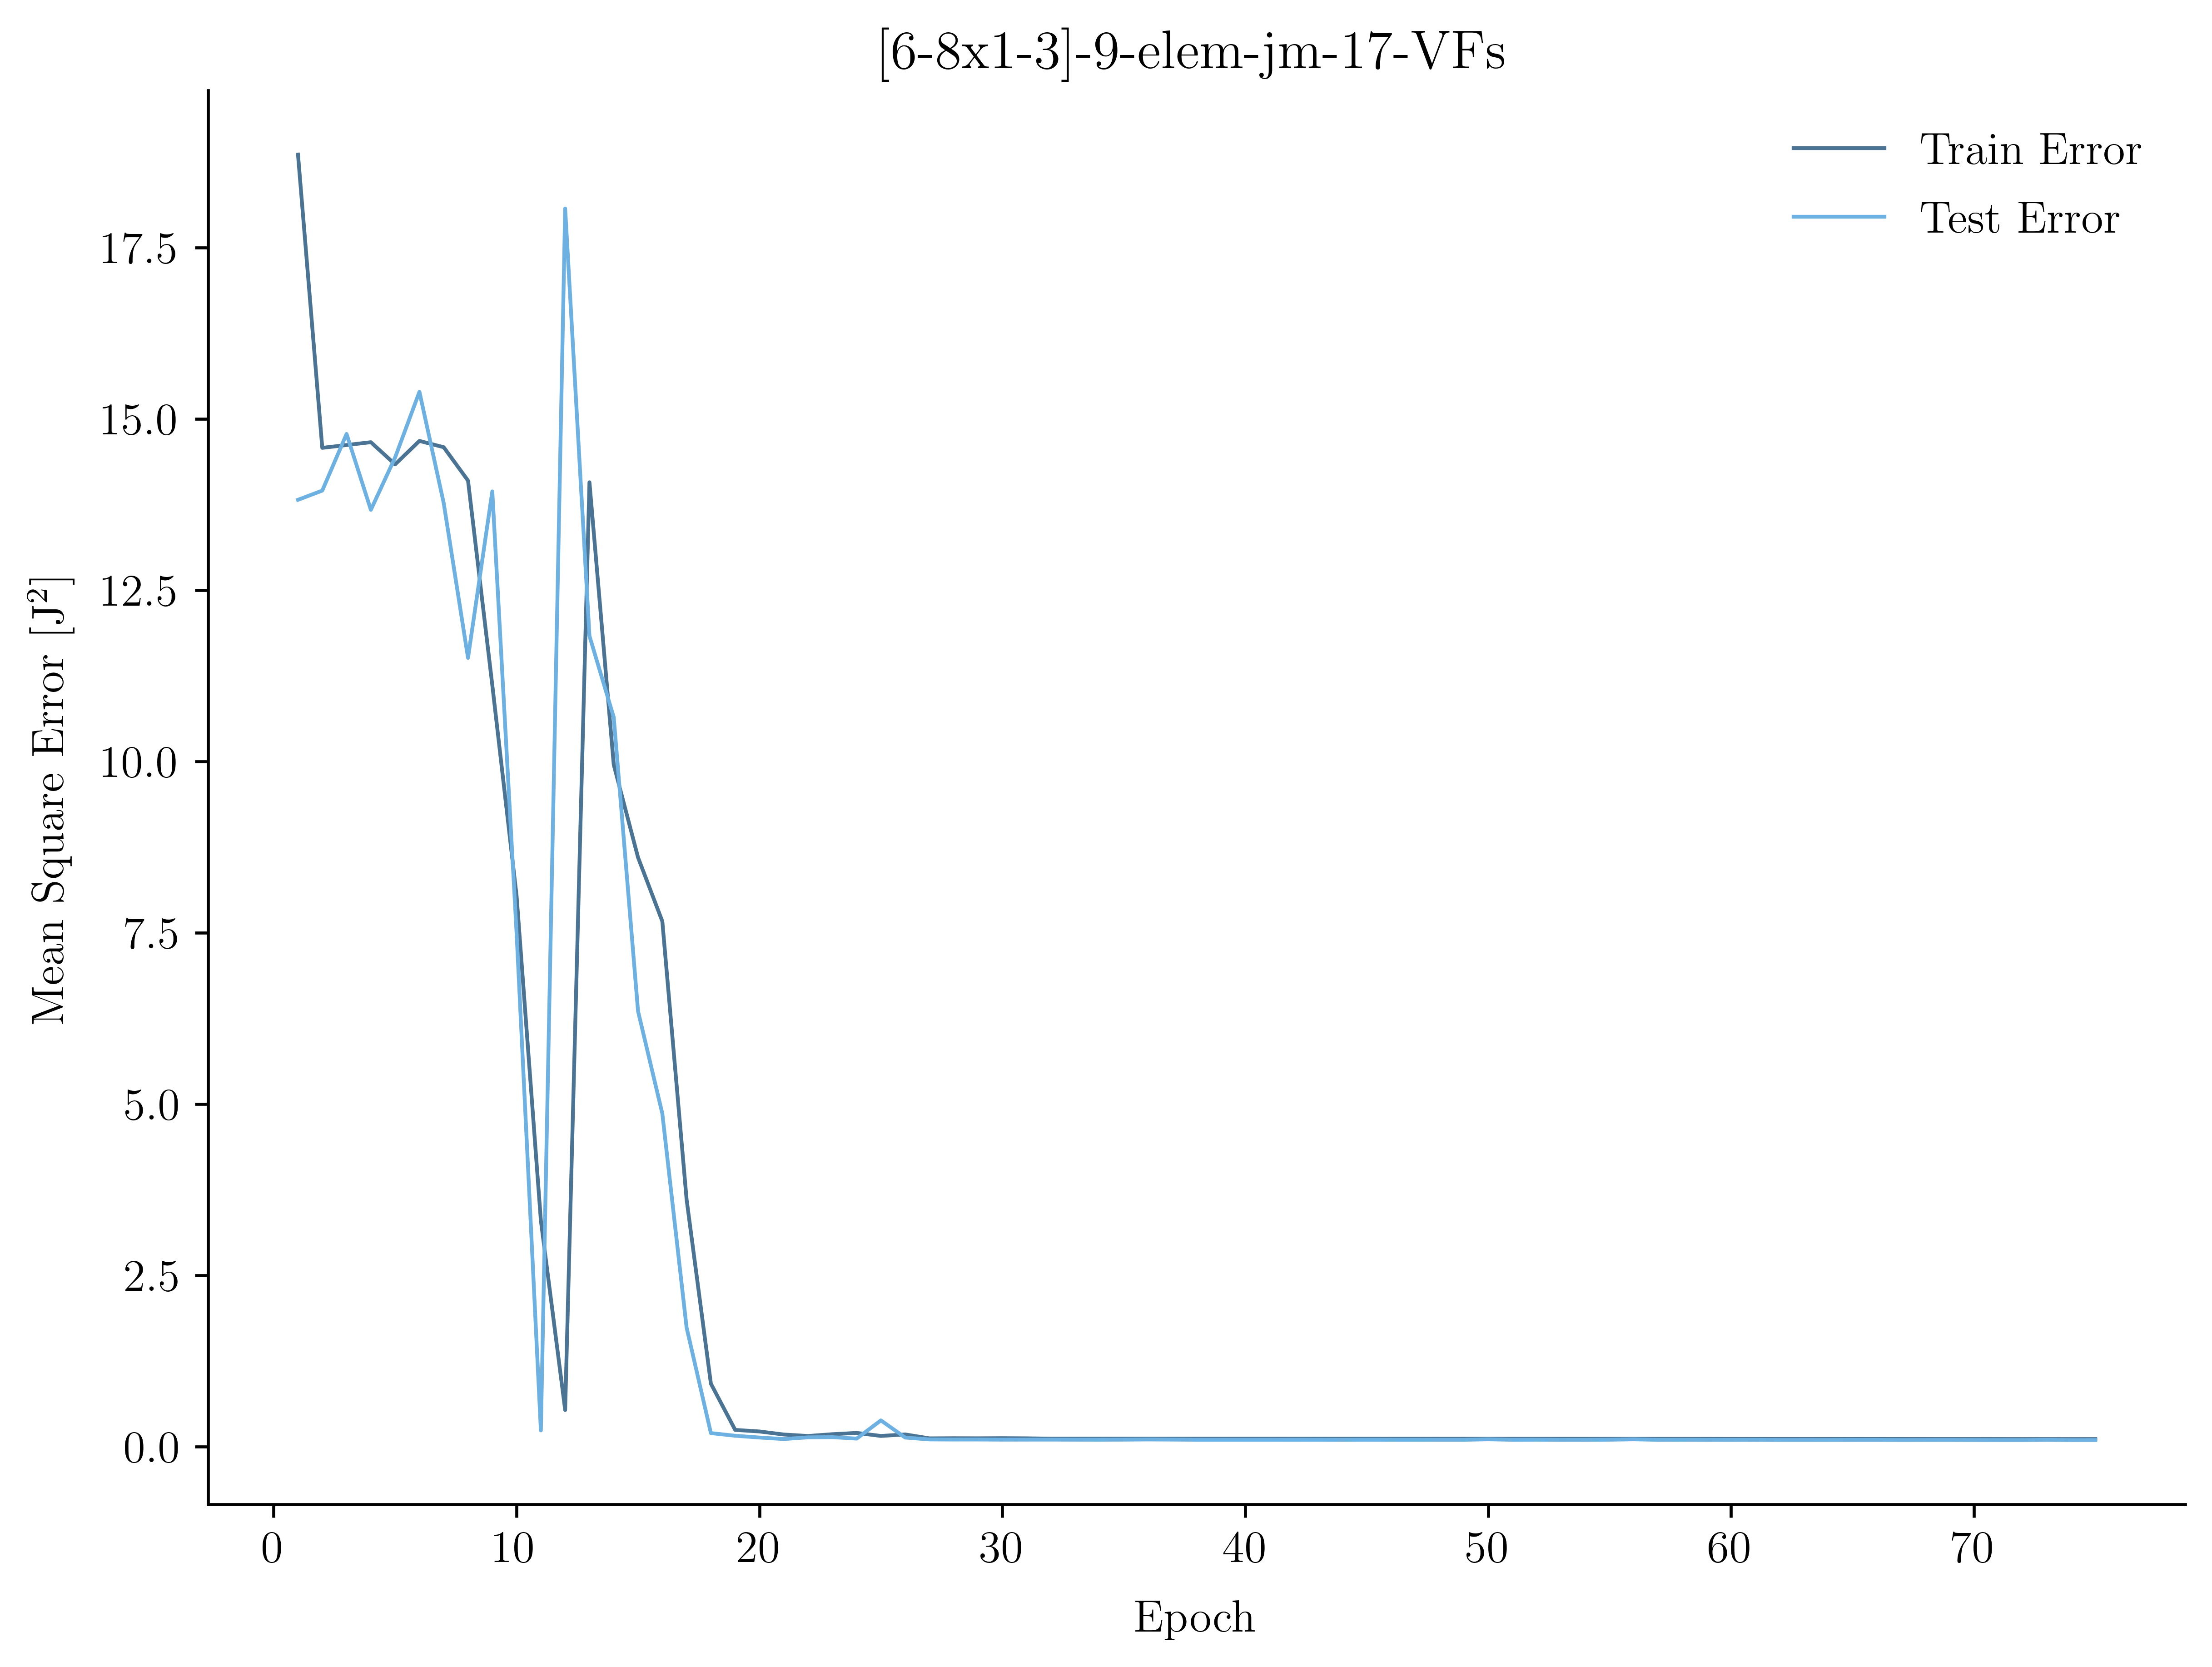 [6-8x1-3]-9-elem-jm-17-VFs
Train Error
Test Error
17.5
15.0
12.5
10.0
7.5
5.0
2.5
0.0
Mean Square Error [J²]
0 10 20 30 40 50 60 70
Epoch